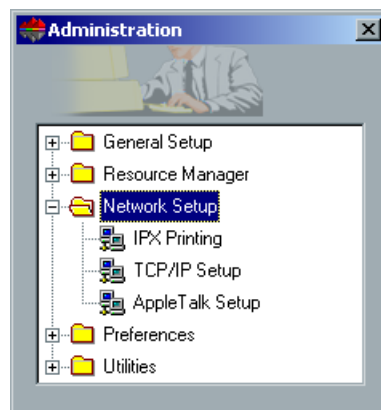 Administration
General Setup
Resource Manager
Network Setup
IPX Printing
TCP/IP Setup
AppleTalk Setup
Preferences
Utilities